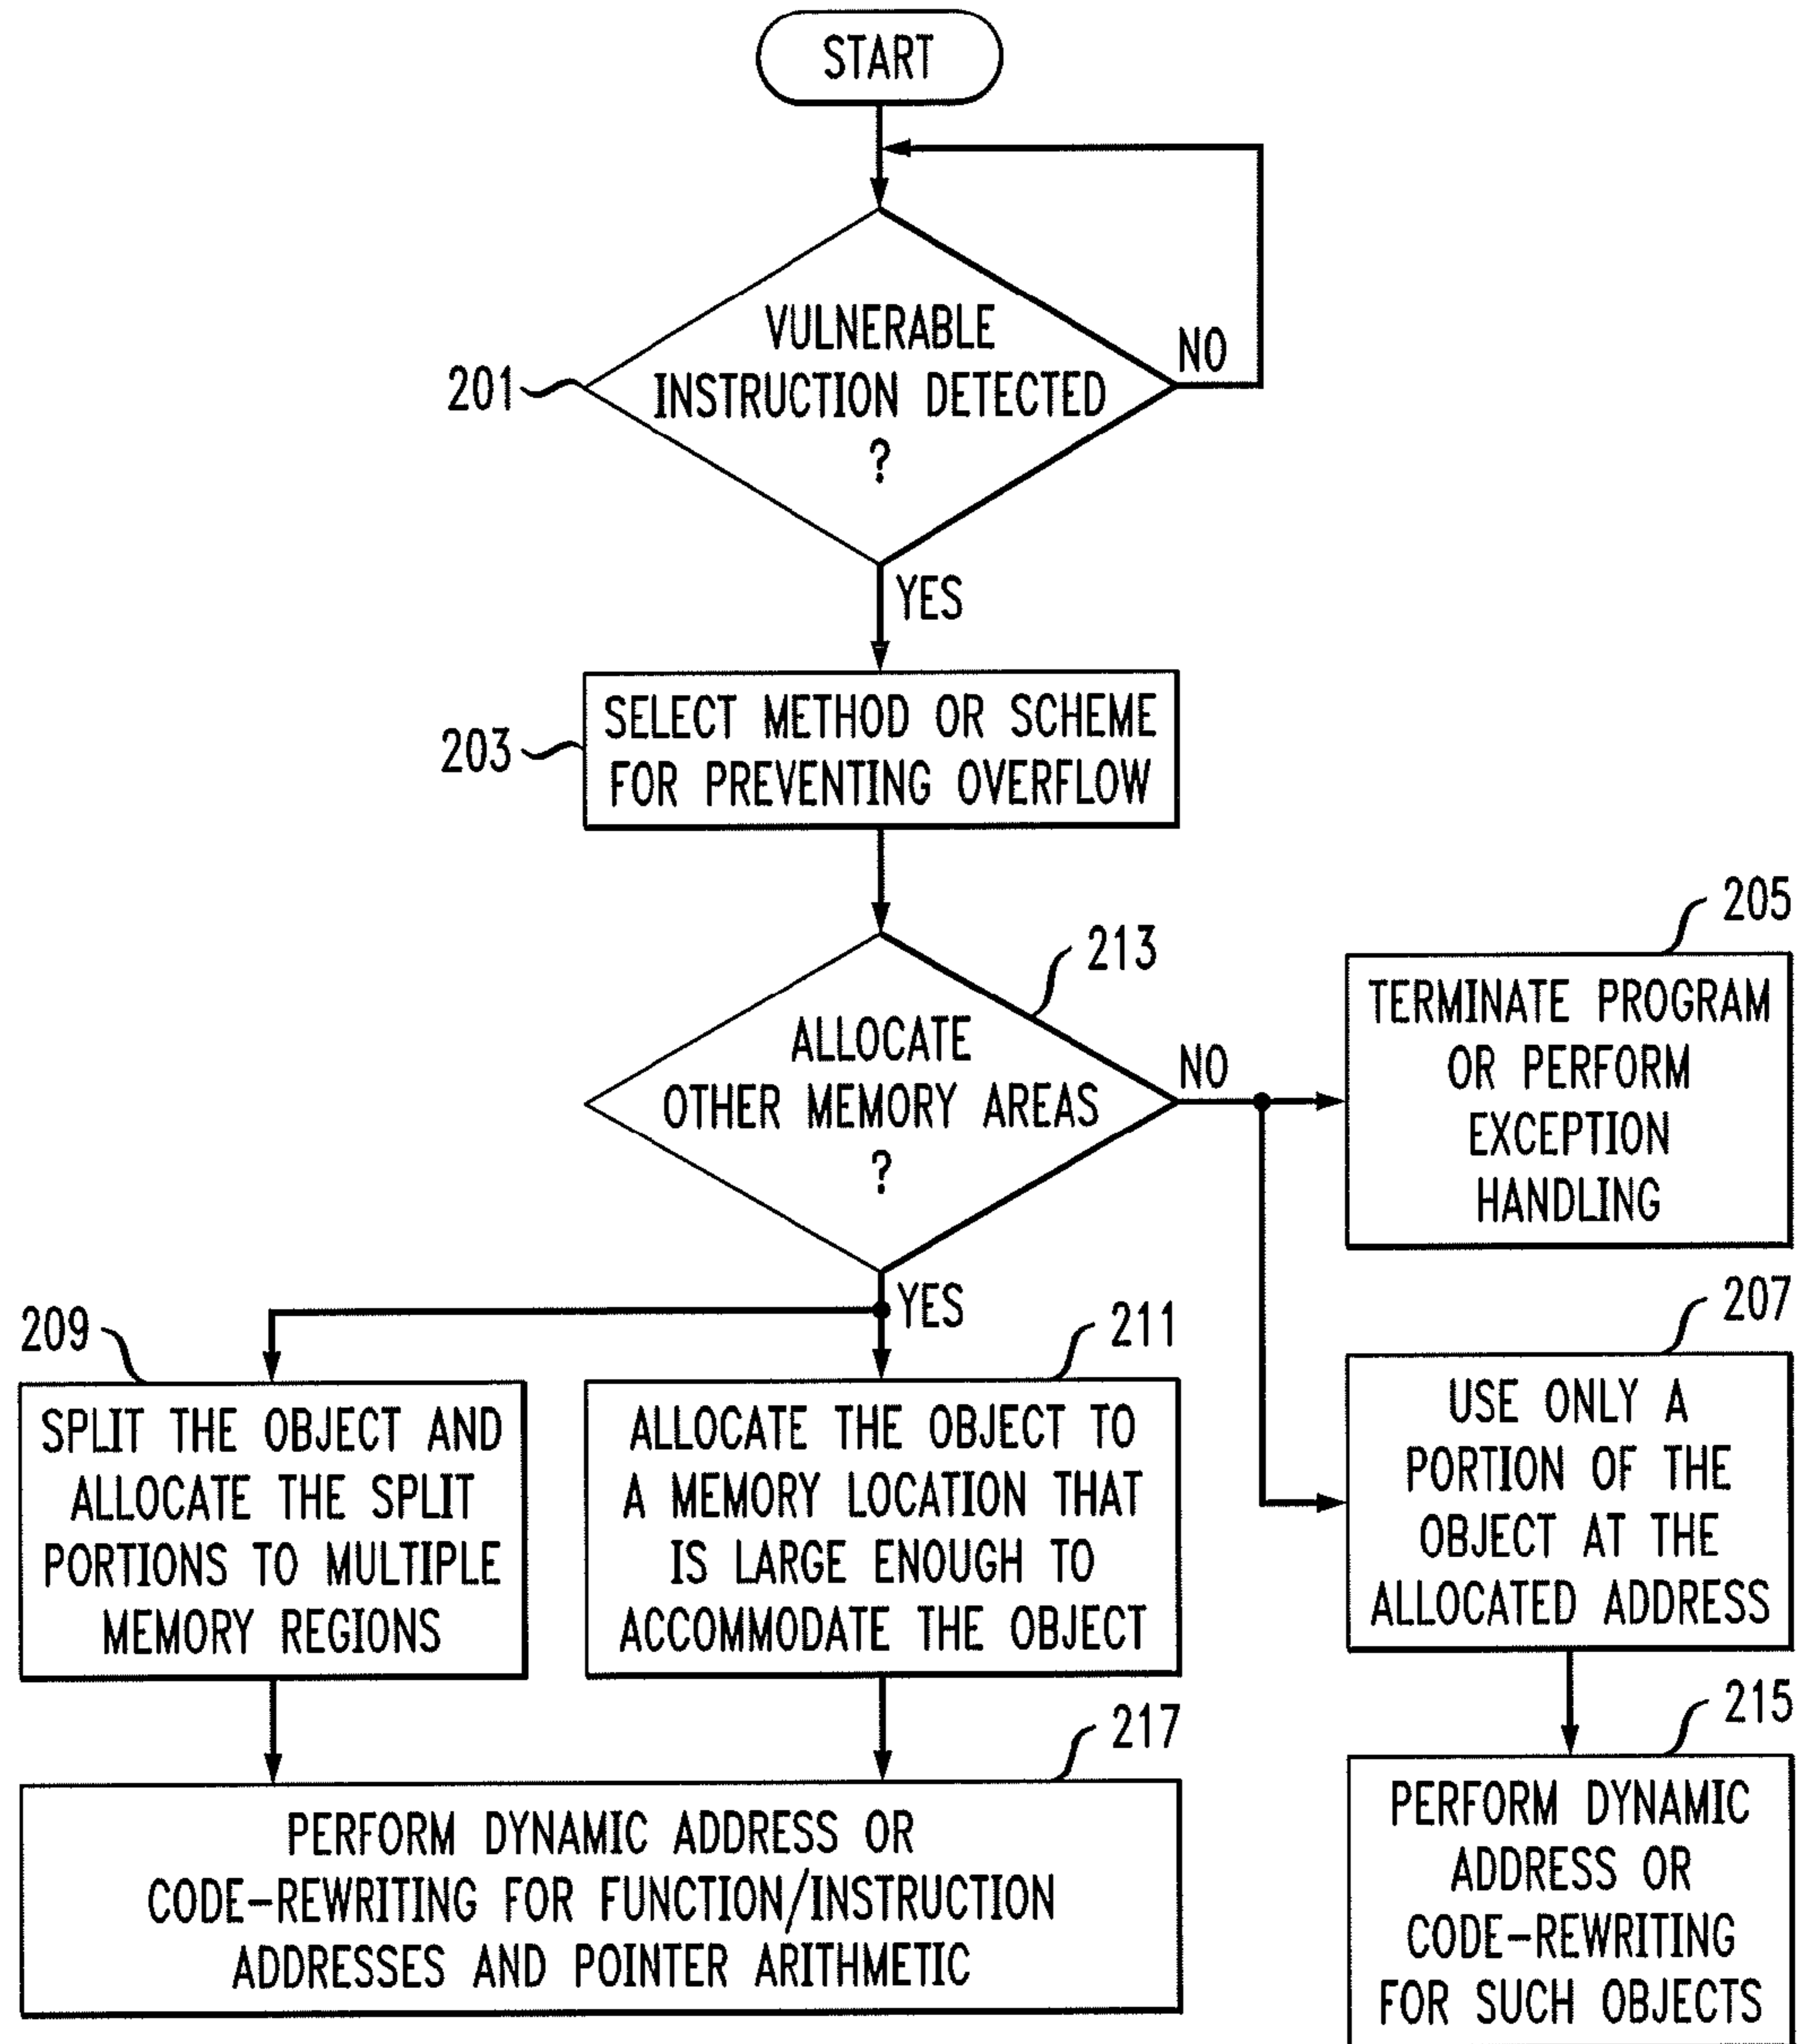 START
VULNERABLE
INSTRUCTION DETECTED
?
NO
201
YES
SELECT METHOD OR SCHEME
FOR PREVENTING OVERFLOW
203
213
ALLOCATE
OTHER MEMORY AREAS
?
NO
205
TERMINATE PROGRAM
OR PERFORM
EXCEPTION
HANDLING
YES
207
USE ONLY A
PORTION OF THE
OBJECT AT THE
ALLOCATED ADDRESS
209
SPLIT THE OBJECT AND
ALLOCATE THE SPLIT
PORTIONS TO MULTIPLE
MEMORY REGIONS
211
ALLOCATE THE OBJECT TO
A MEMORY LOCATION THAT
IS LARGE ENOUGH TO
ACCOMMODATE THE OBJECT
217
PERFORM DYNAMIC ADDRESS OR
CODE-REWRITING FOR FUNCTION/INSTRUCTION
ADDRESSES AND POINTER ARITHMETIC
215
PERFORM DYNAMIC
ADDRESS OR
CODE-REWRITING
FOR SUCH OBJECTS